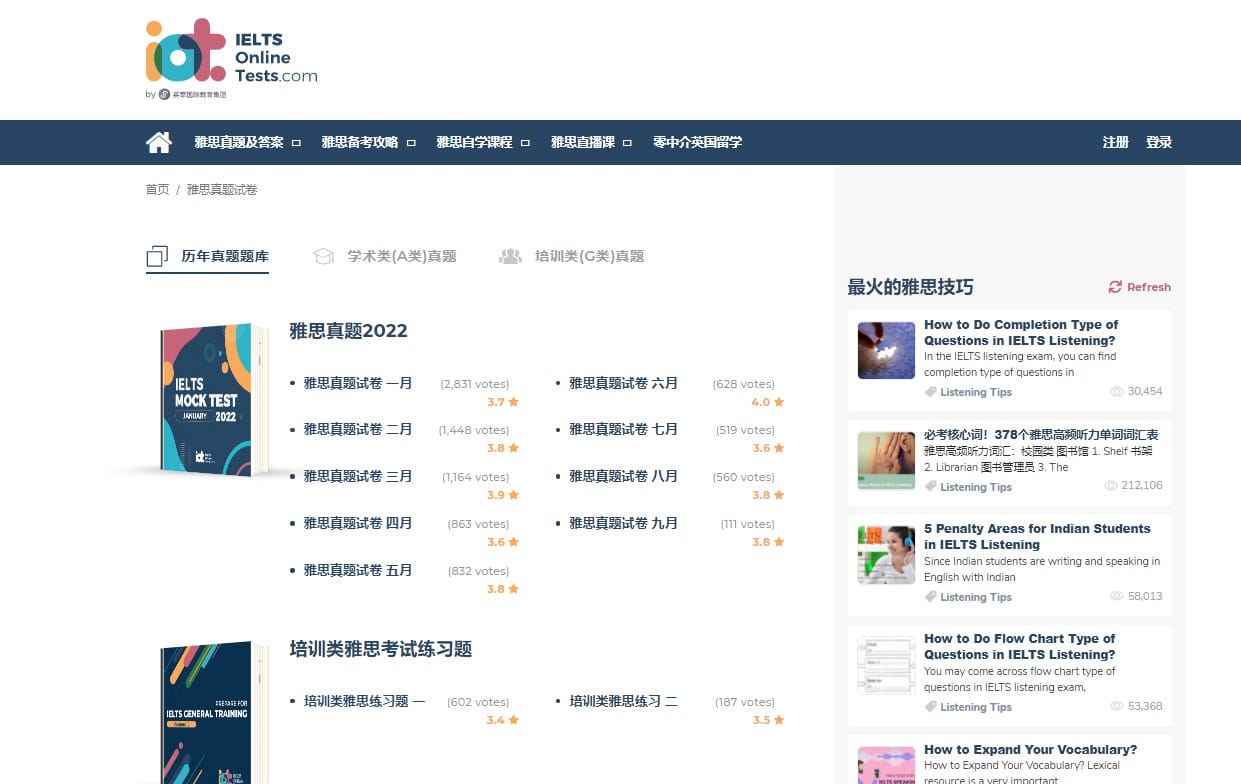 IELTS
Online
Tests.com
by 英荟国际教育集团
雅思真题及答案
雅思备考攻略
雅思自学课程
雅思直播课
零中介英国留学
注册
登录
首页 / 雅思真题试卷
历年真题题库
学术类(A类)真题
培训类(G类)真题
IELTS
MOCK TEST
JANUARY 2022
iot
雅思真题2022
雅思真题试卷 一月 (2,831 votes)
3.7
雅思真题试卷 六月 (628 votes)
4.0
雅思真题试卷 二月 (1,448 votes)
3.8
雅思真题试卷 七月 (519 votes)
3.6
雅思真题试卷 三月 (1,164 votes)
3.9
雅思真题试卷 八月 (560 votes)
3.8
雅思真题试卷 四月 (863 votes)
3.6
雅思真题试卷 九月 (111 votes)
3.8
雅思真题试卷 五月 (832 votes)
3.8
PREPARE FOR
IELTS GENERAL TRAINING
培训类雅思考试练习题
培训类雅思练习题 一 (602 votes)
3.4
培训类雅思练习 二 (187 votes)
3.5
最火的雅思技巧
Refresh
How to Do Completion Type of
Questions in IELTS Listening?
In the IELTS listening exam, you can find
completion type of questions in
Listening Tips 30,454
必考核心词！378个雅思高频听力单词词汇表
雅思高频听力词汇：校园类 图书馆 1. Shelf 书架
2. Librarian 图书管理员 3. The
Listening Tips 212,106
5 Penalty Areas for Indian Students
in IELTS Listening
Since Indian students are writing and speaking in
English with Indian
Listening Tips 58,013
How to Do Flow Chart Type of
Questions in IELTS Listening?
You may come across flow chart type of
questions in IELTS listening exam,
Listening Tips 53,368
How to Expand Your Vocabulary?
How to Expand Your Vocabulary? Lexical
resource is a very important